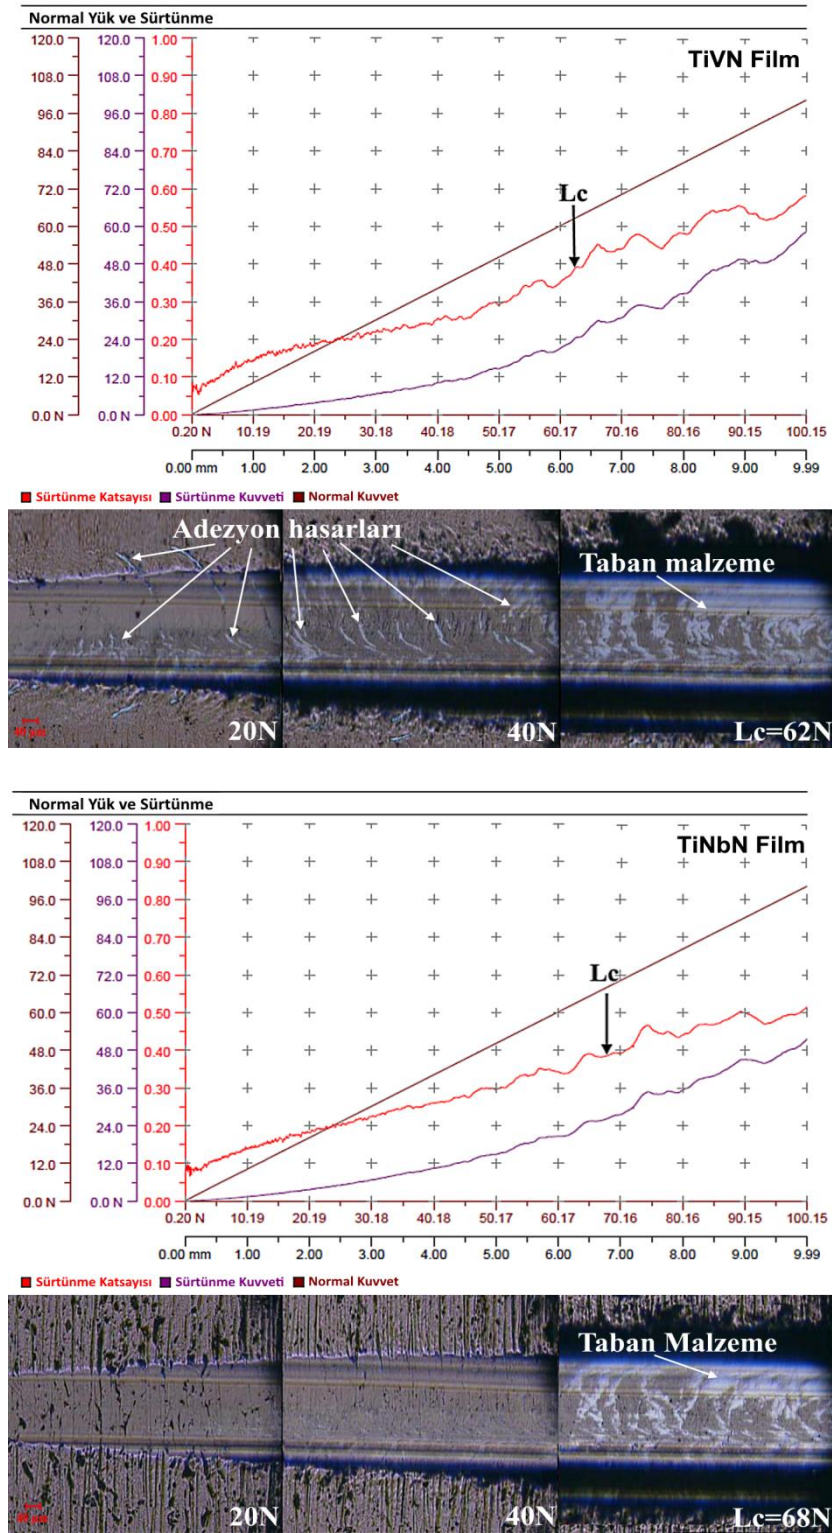 Normal Yük ve Sürtünme
120.0 120.0 1.00
TiVN Film
108.0 108.0 0.90
96.0 96.0 0.80
84.0 84.0 0.70
72.0 72.0 0.60
Lc
60.0 60.0 0.50
48.0 48.0 0.40
36.0 36.0 0.30
24.0 24.0 0.20
12.0 12.0 0.10
0.0 N 0.0 N 0.00
0.20 N 10.19 20.19 30.18 40.18 50.17 60.17 70.16 80.16 90.15 100.15
0.00 mm 1.00 2.00 3.00 4.00 5.00 6.00 7.00 8.00 9.00 9.99
Sürtünme Katsayısı Sürtünme Kuvveti Normal Kuvvet
Adezyon hasarları
Taban malzeme
20N 40N Lc=62N
Normal Yük ve Sürtünme
120.0 120.0 1.00
TiNbN Film
108.0 108.0 0.90
96.0 96.0 0.80
84.0 84.0 0.70
72.0 72.0 0.60
Lc
60.0 60.0 0.50
48.0 48.0 0.40
36.0 36.0 0.30
24.0 24.0 0.20
12.0 12.0 0.10
0.0 N 0.0 N 0.00
0.20 N 10.19 20.19 30.18 40.18 50.17 60.17 70.16 80.16 90.15 100.15
0.00 mm 1.00 2.00 3.00 4.00 5.00 6.00 7.00 8.00 9.00 9.99
Sürtünme Katsayısı Sürtünme Kuvveti Normal Kuvvet
Taban Malzeme
20N 40N Lc=68N